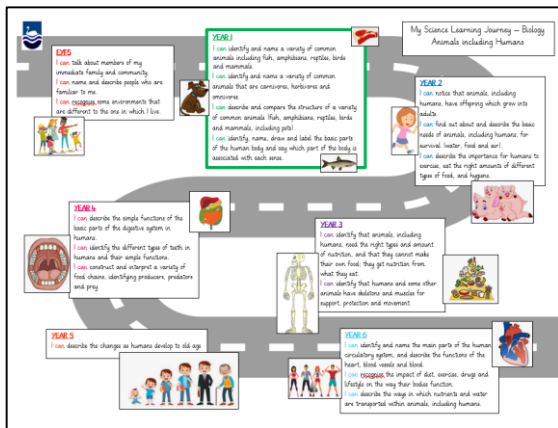 My Science Learning Journey – Biology
Animals including Humans
EYFS
I can talk about members of my
immediate family and community.
I can name and describe people who
are familiar to me.
I can recognise some environments that
are different to the one in which I live.
YEAR 1
I can identify and name a variety of common
animals including fish, amphibians, reptiles, birds
and mammals.
I can identify and name a variety of common
animals that are carnivores, herbivores and
omnivores.
I can describe and compare the structure of a variety
of common animals (fish, amphibians, reptiles, birds
and mammals, including pets).
I can identify, name, draw and label the basic parts
of the human body and say which part of the body is
associated with each sense.
YEAR 2
I can notice that animals, including
humans, have offspring which grow into
adults.
I can find out about and describe the basic
needs of animals, including humans, for
survival (water, food and air).
I can describe the importance for humans to
exercise, eat the right amounts of different
types of food, and hygiene.
YEAR 3
I can identify that animals, including
humans, need the right types and amount
of nutrition, and that they cannot make
their own food; they get nutrition from
what they eat.
I can identify that humans and some other
animals have skeletons and muscles for
support, protection and movement.
YEAR 4
I can describe the simple functions of the
basic parts of the digestive system in
humans.
I can identify the different types of teeth in
humans and their simple functions.
I can construct and interpret a variety of
food chains, identifying producers, predators
and prey.
YEAR 5
I can describe the changes as humans develop to old age.
YEAR 6
I can identify and name the main parts of the human
circulatory system, and describe the functions of the
heart, blood vessels and blood.
I can recognise the impact of diet, exercise, drugs and
lifestyle on the way their bodies function.
I can describe the ways in which nutrients and water
are transported within animals, including humans.